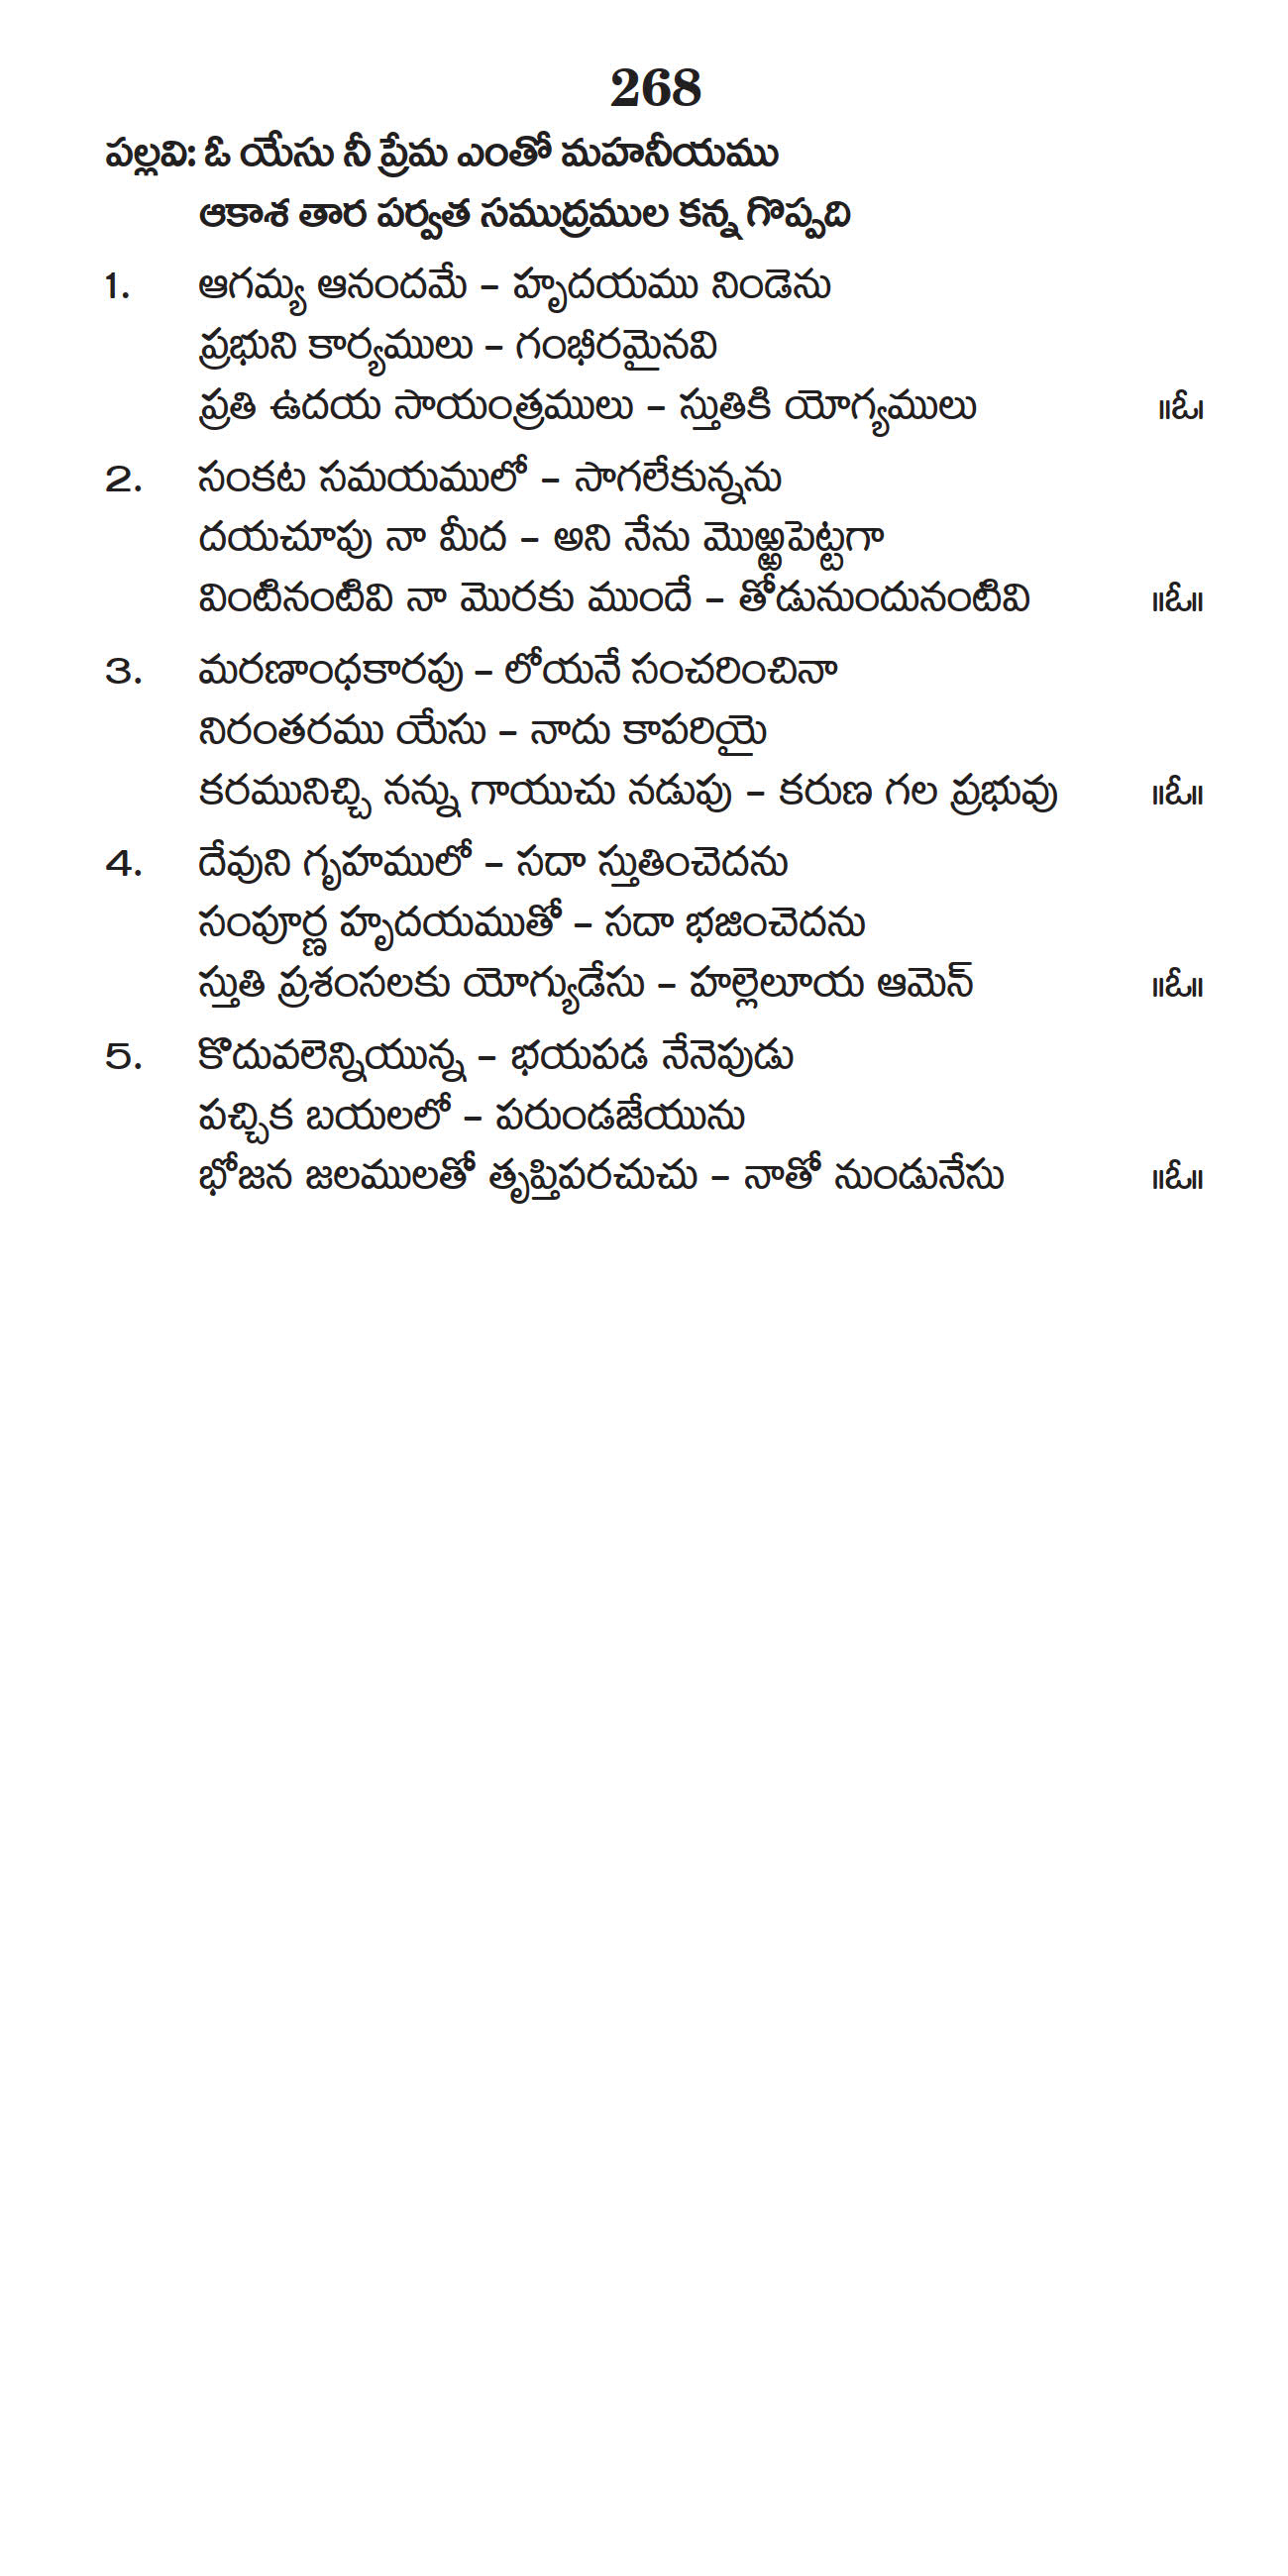 268
పల్లవి: ఓ యేసు నీ ప్రేమ ఎంతో మహనీయము
ఆకాశ తార పర్వత సముద్రముల కన్న గొప్పది
1. ఆగమ్య ఆనందమే – హృదయము నిండెను
ప్రభుని కార్యములు – గంభీరమైనవి
ప్రతి ఉదయ సాయంత్రములు – స్తుతికి యోగ్యములు ॥ఓ।
2. సంకట సమయములో – సాగలేకున్నను
దయచూపు నా మీద – అని నేను మొఱ్ఱపెట్టగా
వింటినంటివి నా మొరకు ముందే – తోడునుందునంటివి ॥ఓ॥
3. మరణాంధకారపు – లోయనే సంచరించినా
నిరంతరము యేసు – నాదు కాపరియై
కరమునిచ్చి నన్ను గాయుచు నడుపు – కరుణ గల ప్రభువు ॥ఓ॥
4. దేవుని గృహములో – సదా స్తుతించెదను
సంపూర్ణ హృదయముతో – సదా భజించెదను
స్తుతి ప్రశంసలకు యోగ్యుడేసు – హల్లెలూయ ఆమెన్ ॥ఓ॥
5. కొదువలెన్నియున్న – భయపడ నేనెపుడు
పచ్చిక బయలలో – పరుండజేయును
భోజన జలములతో తృప్తిపరచుచు – నాతో నుండునేసు ॥ఓ॥